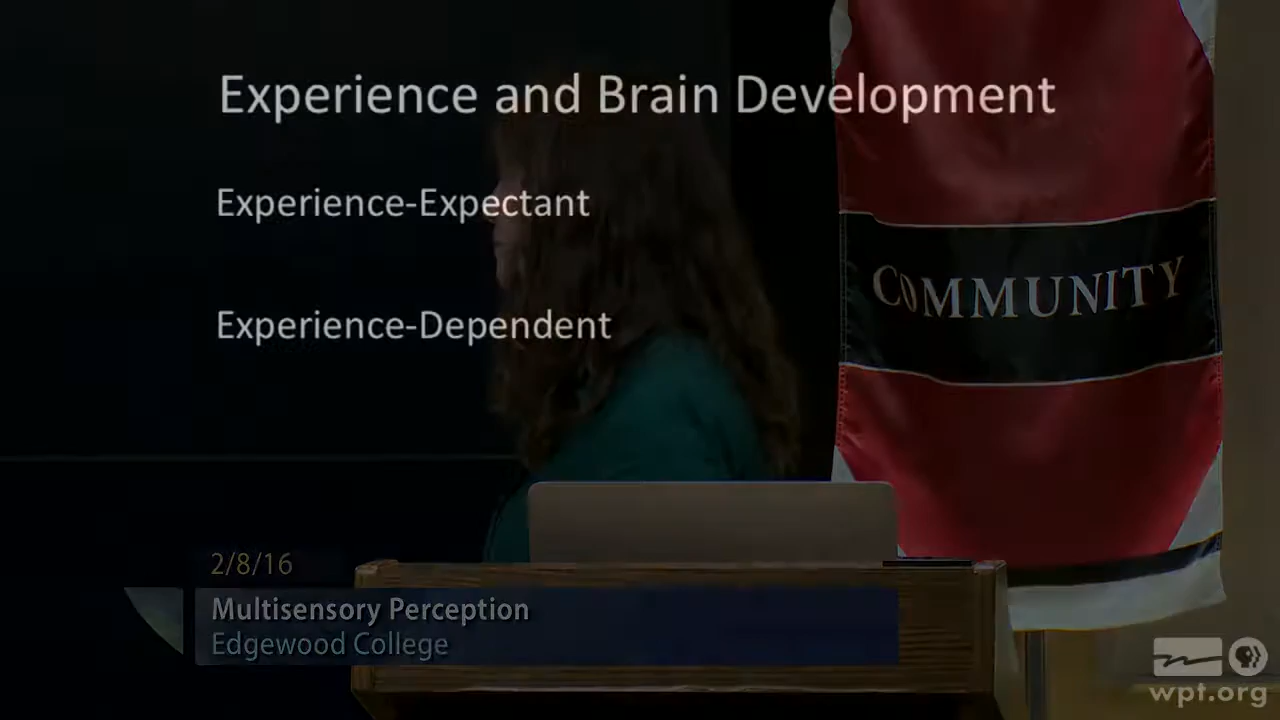 Experience and Brain Development
Experience-Expectant
Experience-Dependent
COMMUNITY
2/8/16
Multisensory Perception
Edgewood College
wpt.org